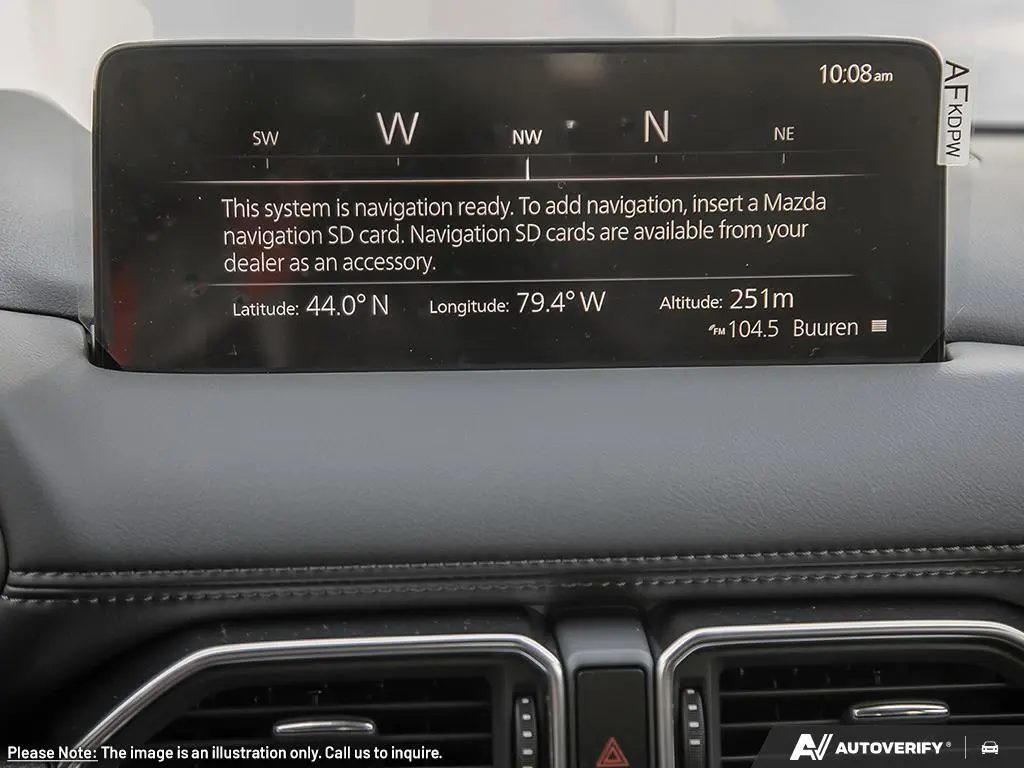 10:08am
AFKDPW
SW W NW N NE
This system is navigation ready. To add navigation, insert a Mazda
navigation SD card. Navigation SD cards are available from your
dealer as an accessory.
Latitude: 44.0° N Longitude: 79.4° W Altitude: 251m
FM 104.5 Buuren
Please Note: The image is an illustration only. Call us to inquire.
AV AUTOVERIFY®